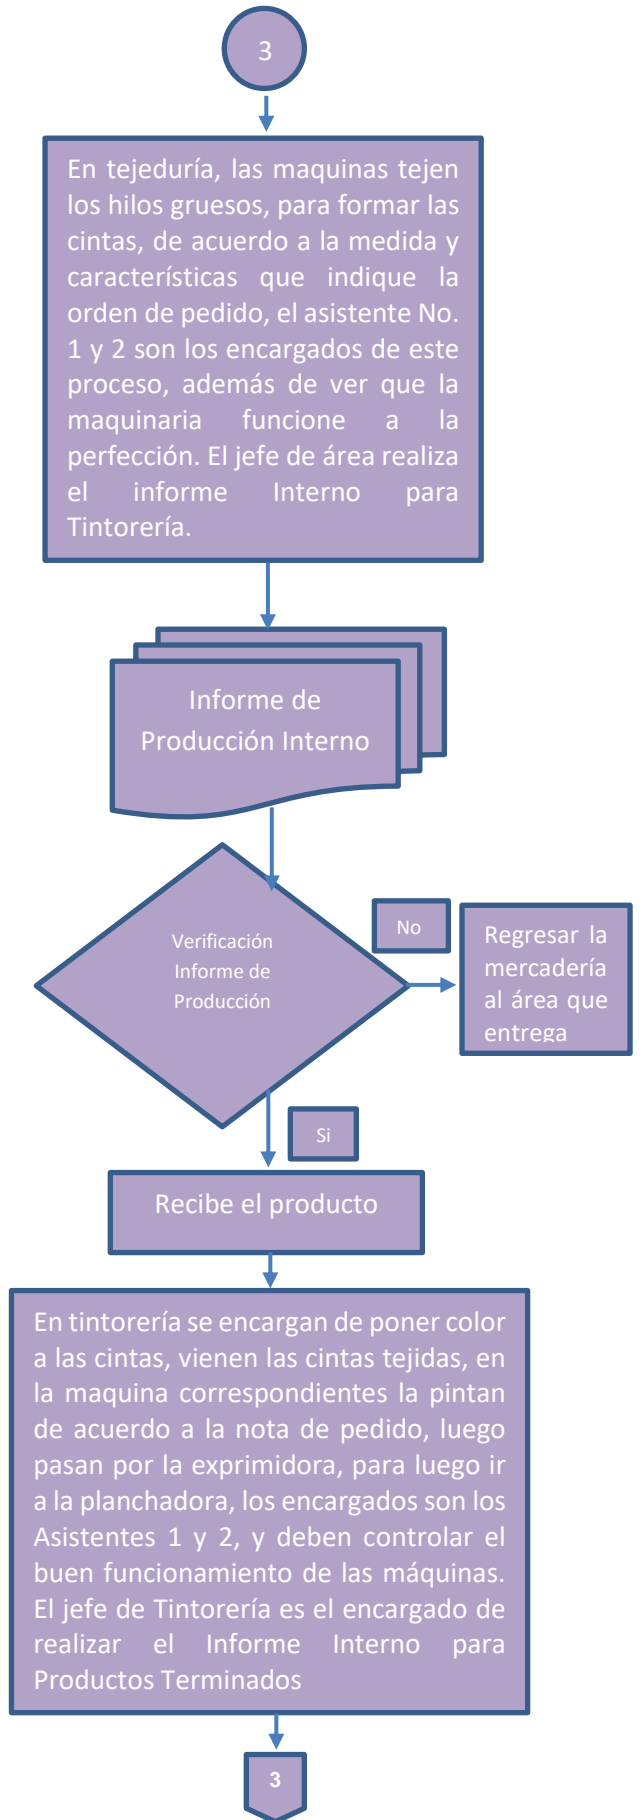 3
En tejeduría, las maquinas tejen
los hilos gruesos, para formar las
cintas, de acuerdo a la medida y
características que indique la
orden de pedido, el asistente No.
1 y 2 son los encargados de este
proceso, además de ver que la
maquinaria funcione a la
perfección. El jefe de área realiza
el informe Interno para
Tintorería.
Informe de
Producción Interno
Verificación
Informe de
Producción
No
Regresar la
mercadería
al área que
entrega
Si
Recibe el producto
En tintorería se encargan de poner color
a las cintas, vienen las cintas tejidas, en
la maquina correspondientes la pintan
de acuerdo a la nota de pedido, luego
pasan por la exprimidora, para luego ir
a la planchadora, los encargados son los
Asistentes 1 y 2, y deben controlar el
buen funcionamiento de las máquinas.
El jefe de Tintorería es el encargado de
realizar el Informe Interno para
Productos Terminados
3